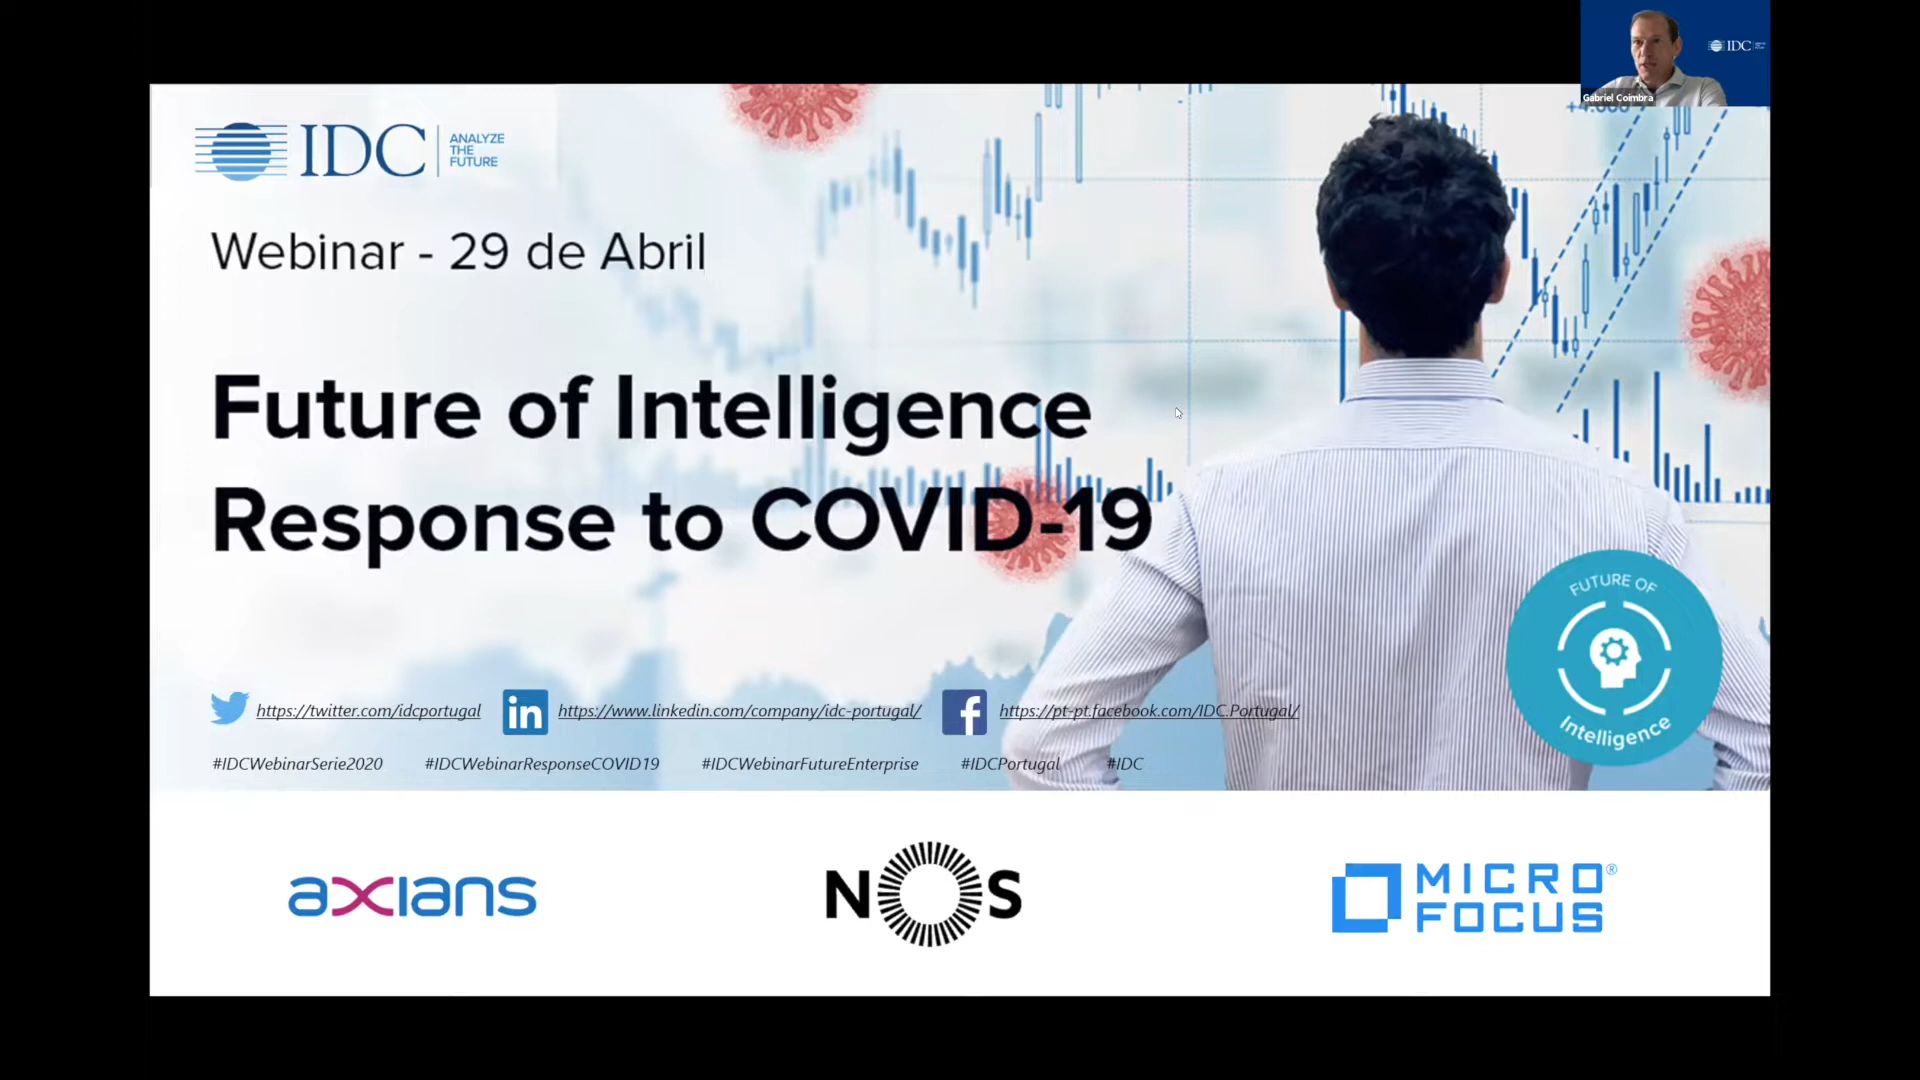 IDC
Gabriel Coimbra
IDC
ANALYZE
THE
FUTURE
Webinar - 29 de Abril
Future of Intelligence
Response to COVID-19
FUTURE OF
Intelligence
https://twitter.com/idcportugal
in
https://www.linkedin.com/company/idc-portugal/
f
https://pt-pt.facebook.com/IDC.Portugal/
#IDCWebinarSerie2020 #IDCWebinarResponseCOVID19 #IDCWebinarFutureEnterprise #IDCPortugal #IDC
axians
NOS
MICRO®
FOCUS